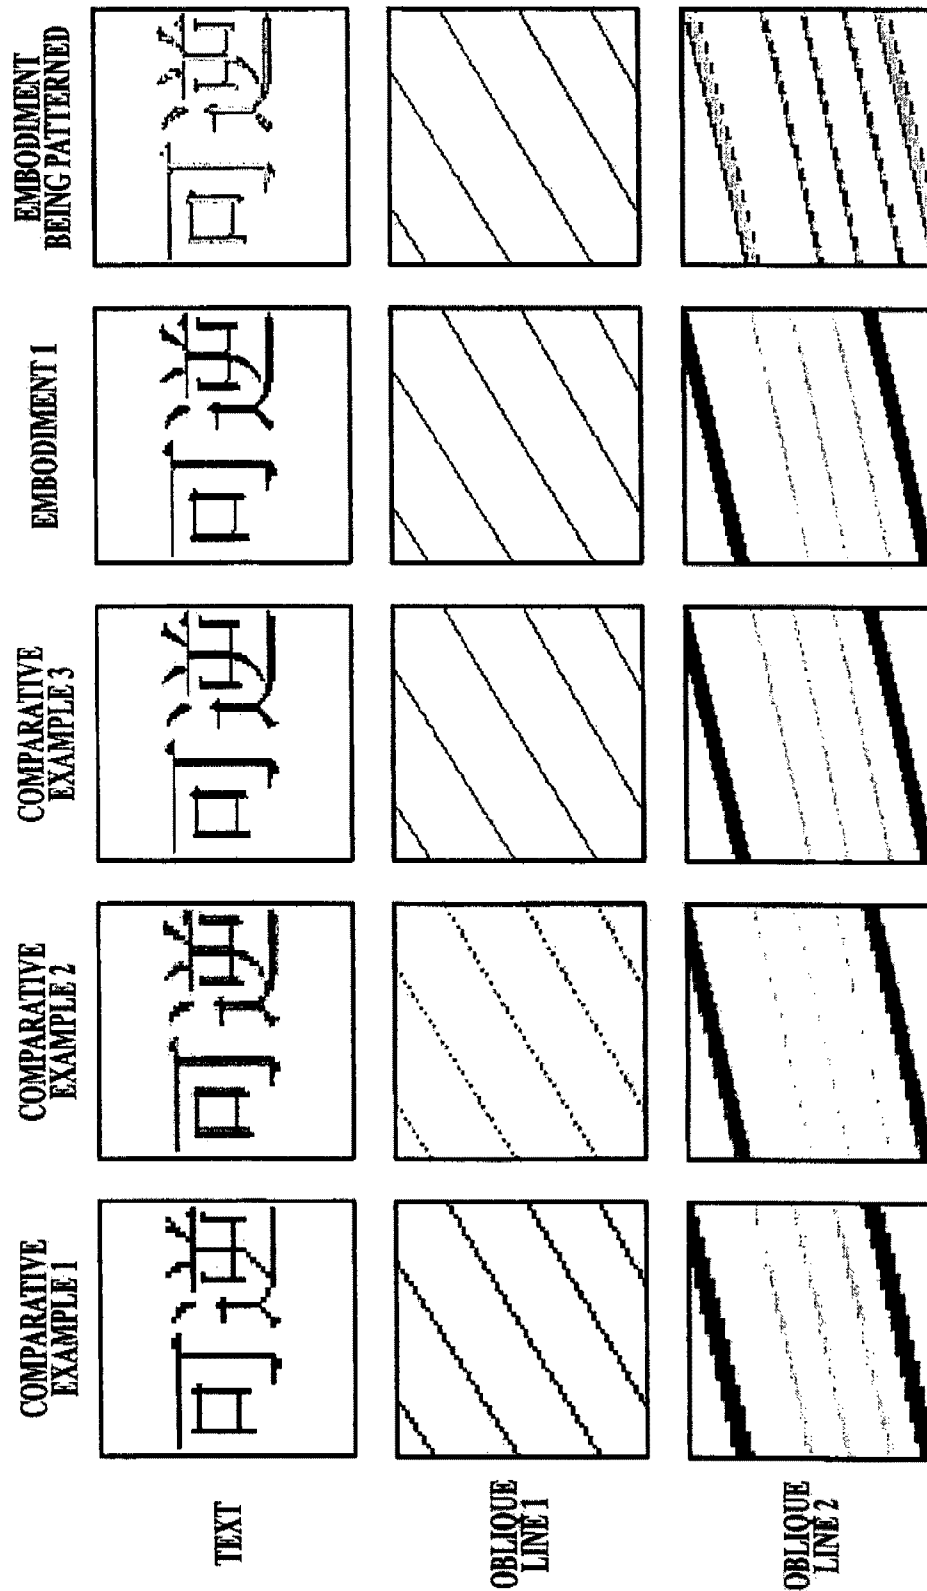 COMPARATIVE
EXAMPLE 1
COMPARATIVE
EXAMPLE 2
COMPARATIVE
EXAMPLE 3
EMBODIMENT 1
EMBODIMENT
BEING PATTERNED
TEXT
可逆
可逆
可逆
可逆
可逆
OBLIQUE
LINE 1
OBLIQUE
LINE 2